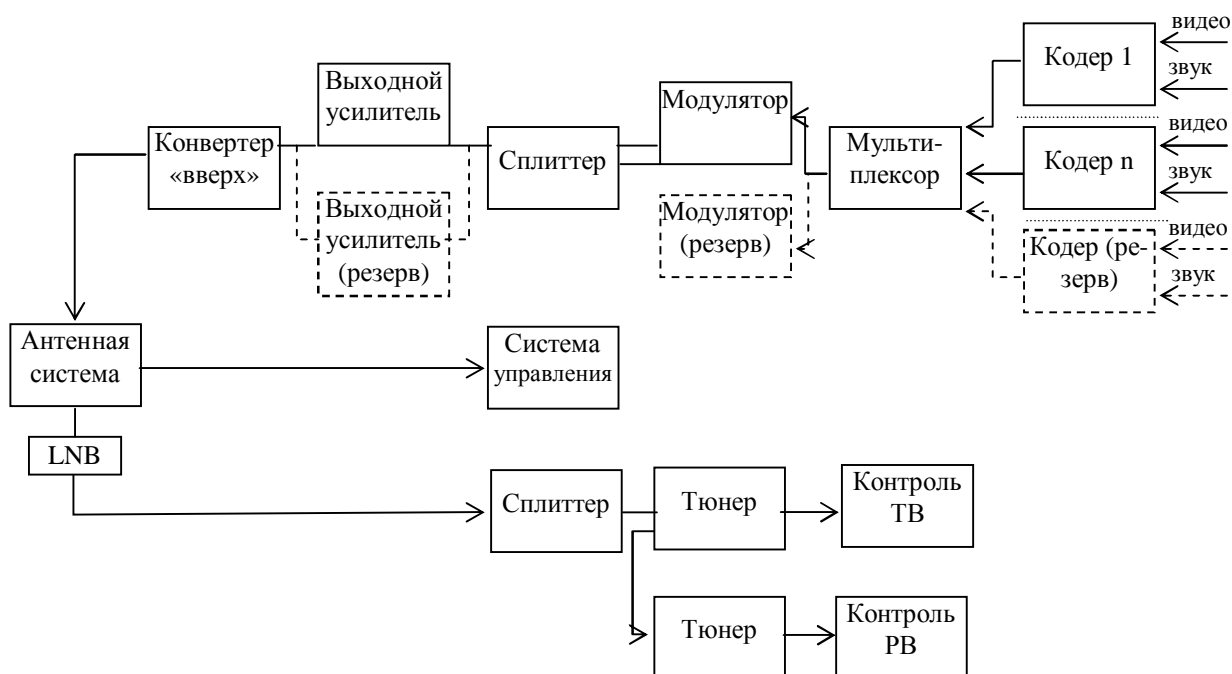 видео
Кодер 1
звук
Выходной
усилитель
Модулятор
Конвертер
«вверх»
Сплиттер
Мульти-
плексор
видео
Кодер n
звук
Выходной
усилитель
(резерв)
Модулятор
(резерв)
видео
Кодер (ре-
зерв)
звук
Антенная
система
Система
управления
LNB
Сплиттер
Тюнер
Контроль
ТВ
Тюнер
Контроль
РВ